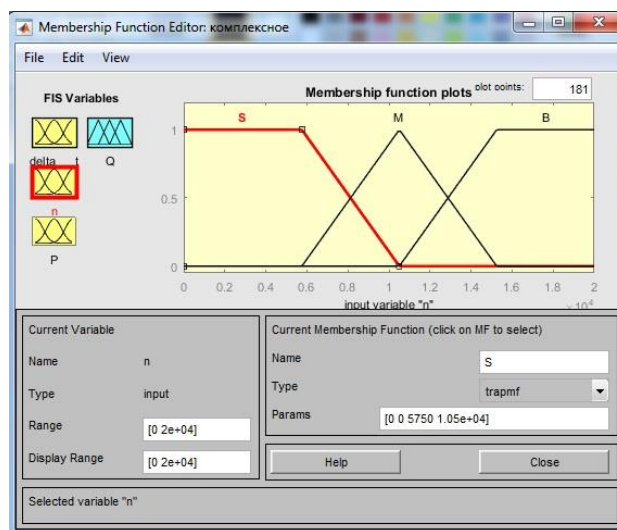 Membership Function Editor: комплексное
File Edit View
FIS Variables
Membership function plots
plot points:
181
delta_t
Q
n
P
S
M
B
1
0.5
0
0 0.2 0.4 0.6 0.8 1 1.2 1.4 1.6 1.8 2
input variable "n"
× 10⁴
Current Variable
Name n
Type input
Range [0 2e+04]
Display Range [0 2e+04]
Current Membership Function (click on MF to select)
Name S
Type trapmf
Params [0 0 5750 1.05e+04]
Help
Close
Selected variable "n"